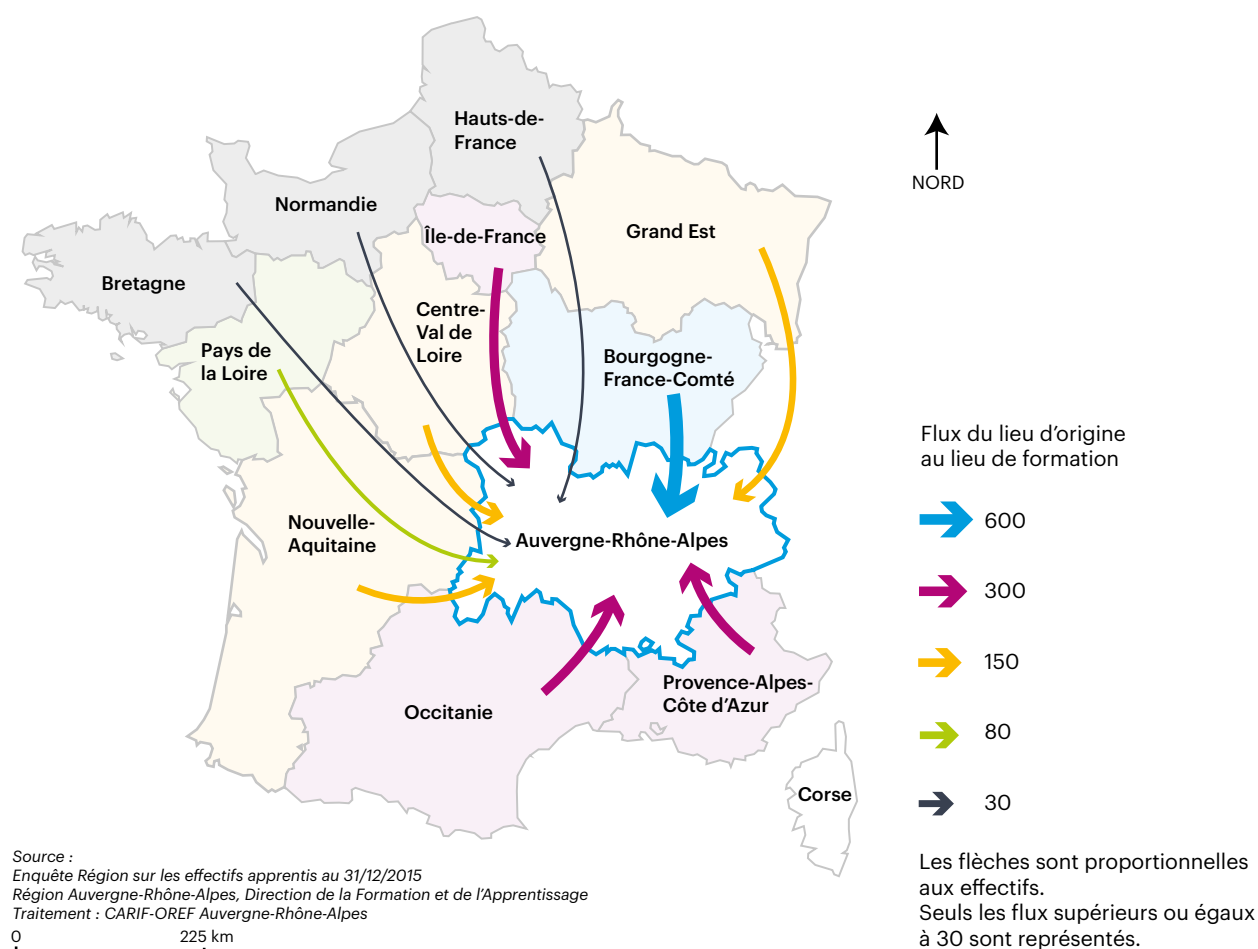 Hauts-de-
France
NORD
Normandie
Île-de-France
Grand Est
Bretagne
Centre-
Val de
Loire
Pays de
la Loire
Bourgogne-
France-Comté
Nouvelle-
Aquitaine
Auvergne-Rhône-Alpes
Occitanie
Provence-Alpes-
Côte d'Azur
Corse
Flux du lieu d'origine
au lieu de formation
600
300
150
80
30
Les flèches sont proportionnelles
aux effectifs.
Seuls les flux supérieurs ou égaux
à 30 sont représentés.
Source :
Enquête Région sur les effectifs apprentis au 31/12/2015
Région Auvergne-Rhône-Alpes, Direction de la Formation et de l'Apprentissage
Traitement : CARIF-OREF Auvergne-Rhône-Alpes
0 225 km